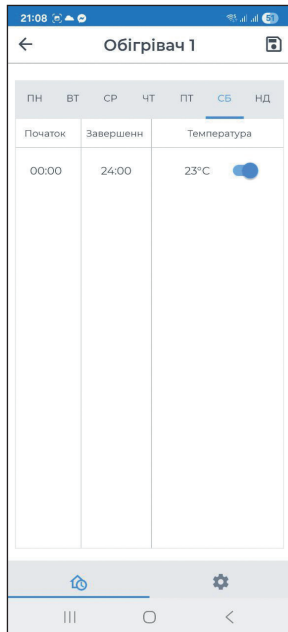 21:08 51
Обігрівач 1
ПН ВТ СР ЧТ ПТ СБ НД
Початок Завершенн Температура
00:00 24:00 23°C